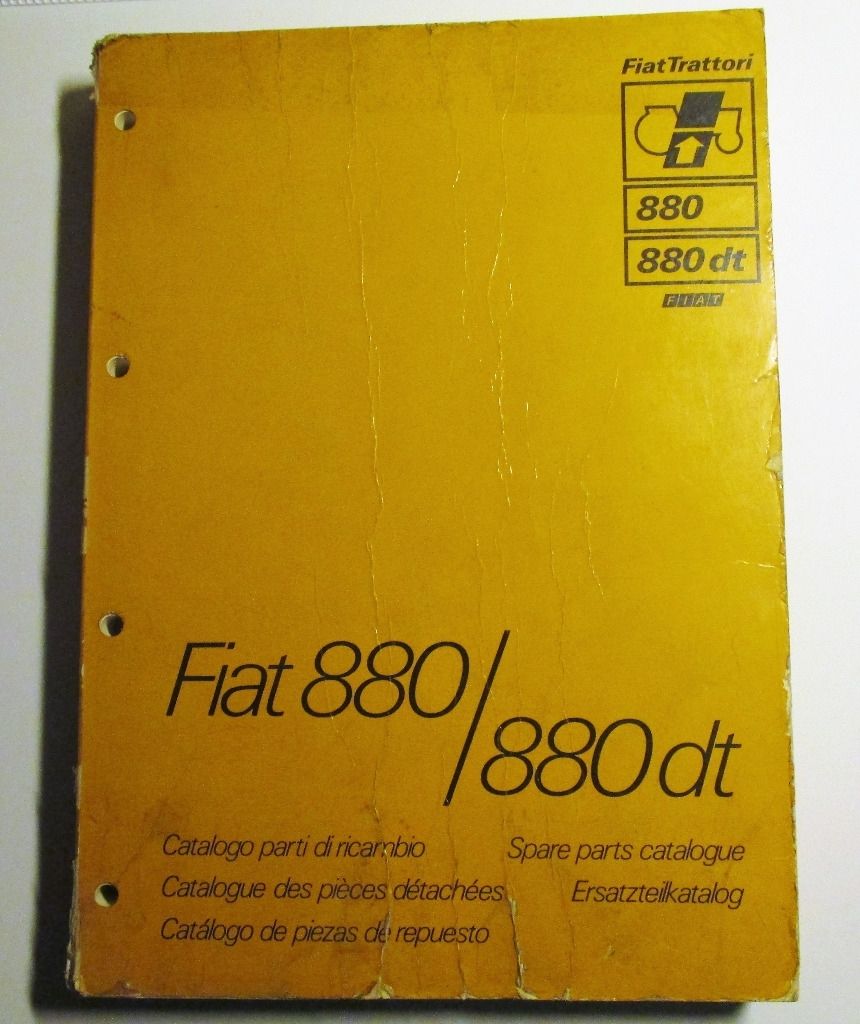 FiatTrattori
880
880 dt
FIAT
Fiat 880/880 dt
Catalogo parti di ricambio
Catalogue des pièces détachées
Catálogo de piezas de repuesto
Spare parts catalogue
Ersatzteilkatalog